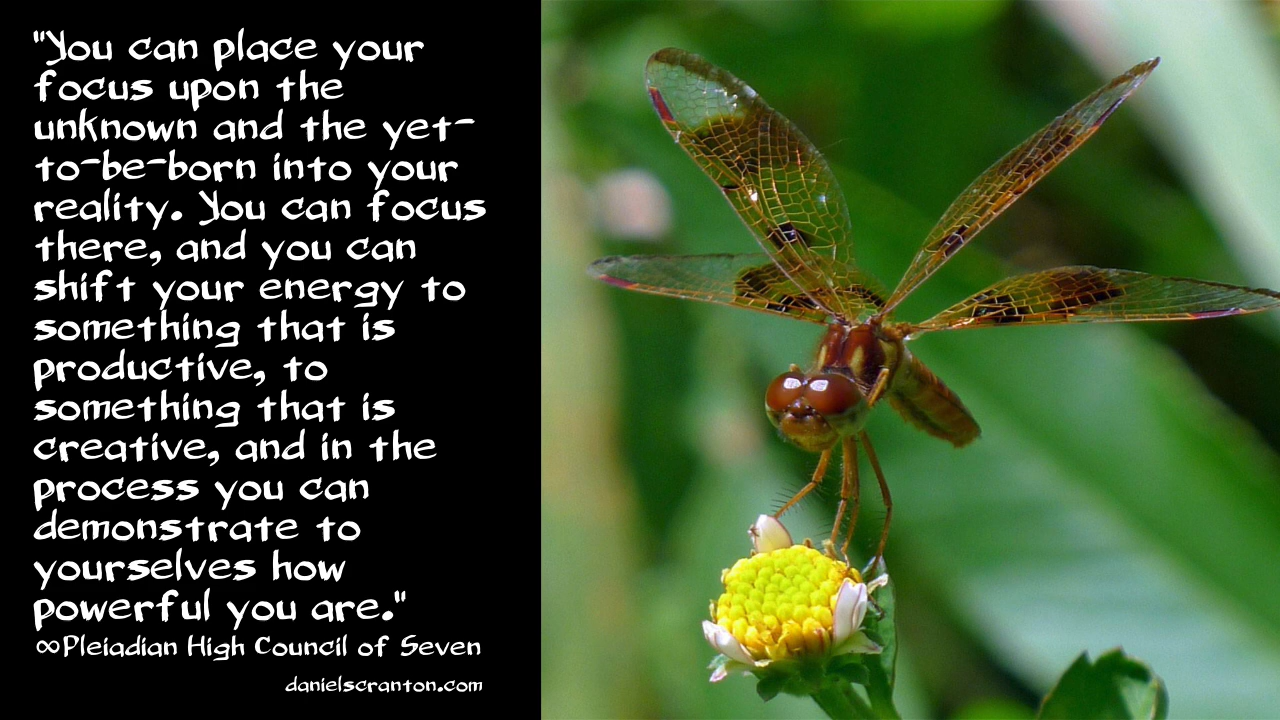 "You can place your
focus upon the
unknown and the yet-
to-be-born into your
reality. You can focus
there, and you can
shift your energy to
something that is
productive, to
something that is
creative, and in the
process you can
demonstrate to
yourselves how
powerful you are."
∞Pleiadian High Council of Seven
danielscranton.com